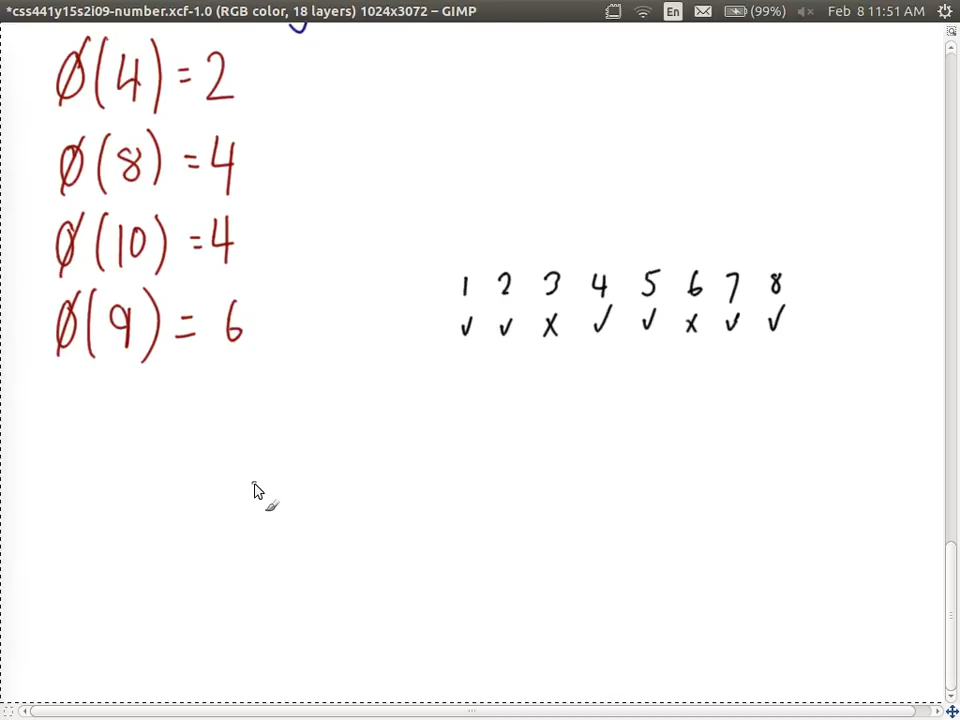 *css441y15s2i09-number.xcf-1.0 (RGB color, 18 layers) 1024x3072 – GIMP En (99%) Feb 8 11:51 AM
Ø(4) = 2
Ø(8) = 4
Ø(10) = 4
1 2 3 4 5 6 7 8
✓ ✓ x ✓ ✓ x ✓ ✓
Ø(9) = 6